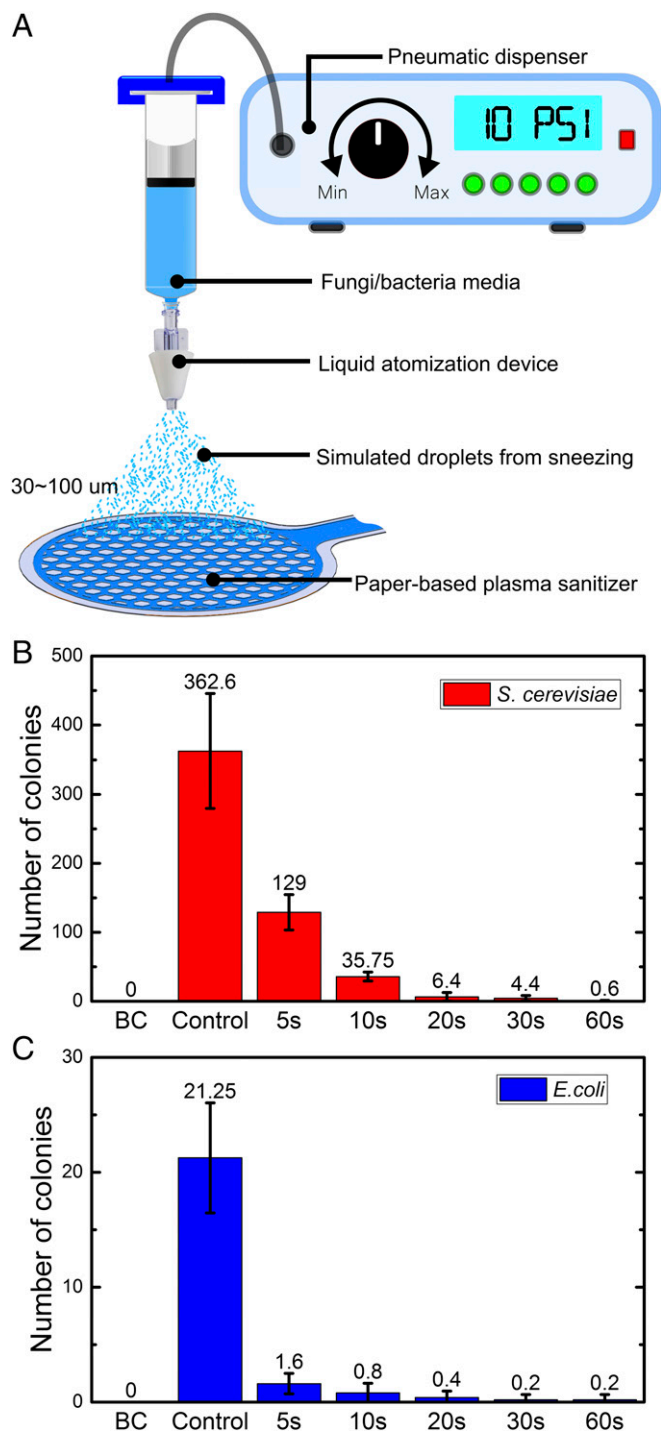 A
Pneumatic dispenser
10 PSI
Min
Max
Fungi/bacteria media
Liquid atomization device
Simulated droplets from sneezing
30~100 um
Paper-based plasma sanitizer
B
Number of colonies
500
400
300
200
100
0
S. cerevisiae
0
362.6
129
35.75
6.4
4.4
0.6
BC Control 5s 10s 20s 30s 60s
C
Number of colonies
30
20
10
0
E.coli
0
21.25
1.6
0.8
0.4
0.2
0.2
BC Control 5s 10s 20s 30s 60s